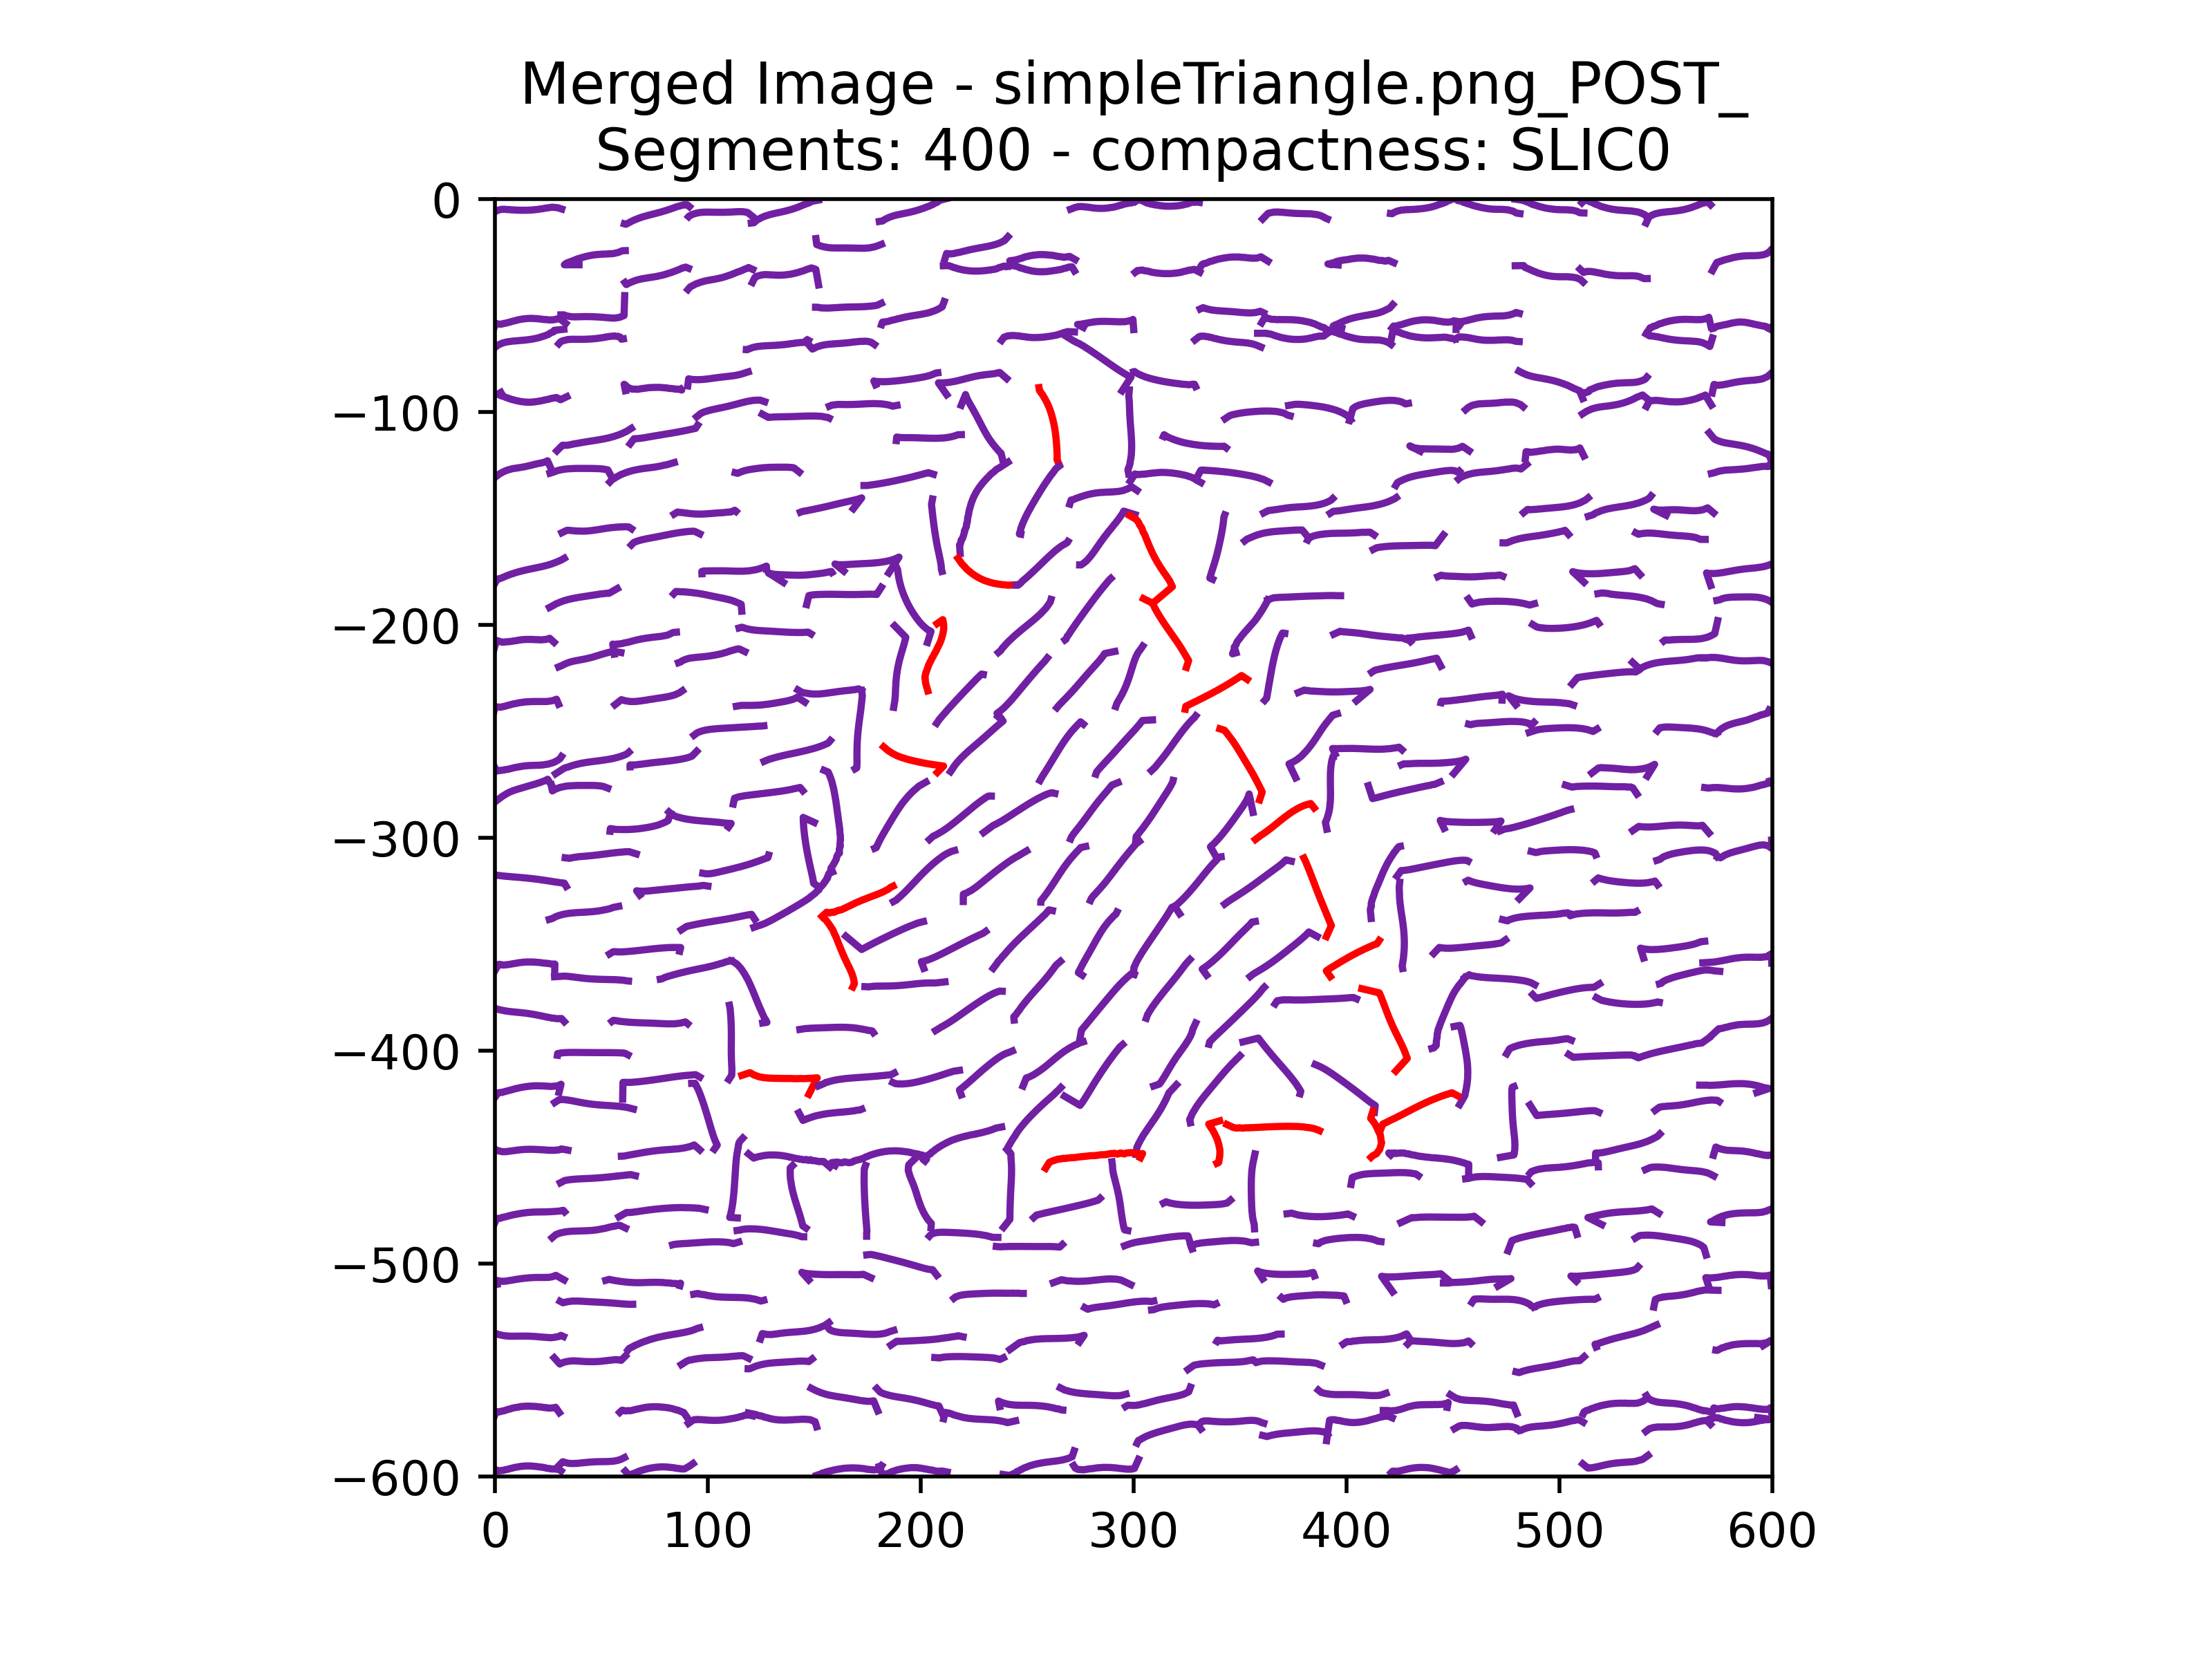 Merged Image - simpleTriangle.png_POST_
Segments: 400 - compactness: SLIC0
0
−100
−200
−300
−400
−500
−600
0 100 200 300 400 500 600